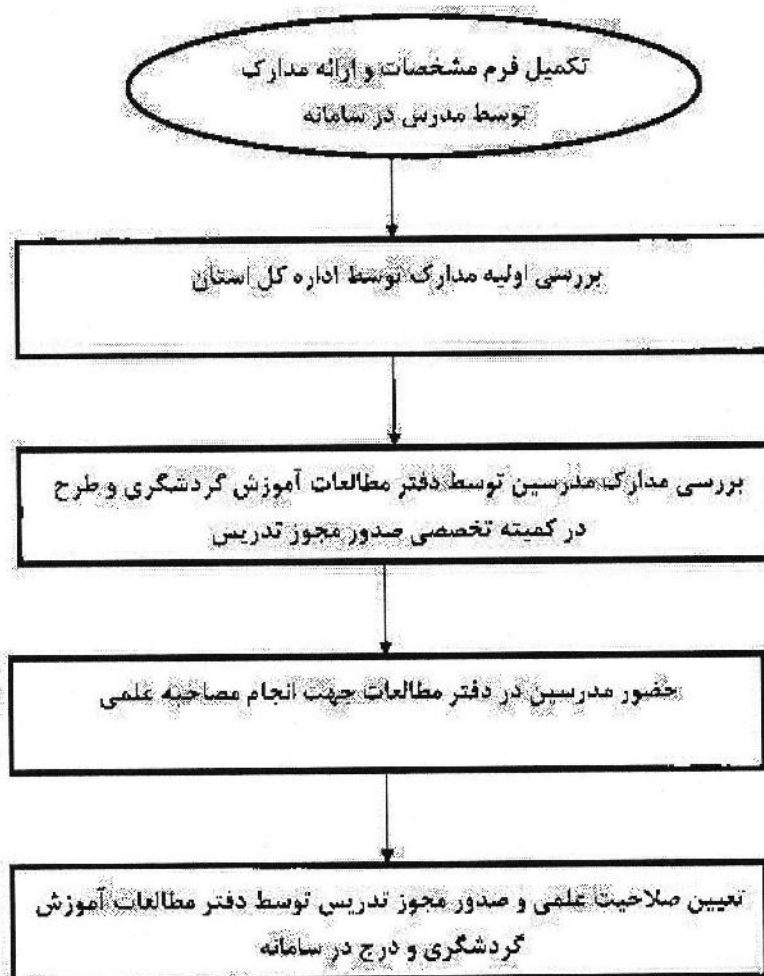 تکمیل فرم مشخصات و ارائه مدارک
توسط مدرس در سامانه
بررسی اولیه مدارک توسط اداره کل استان
بررسی مدارک مدرسین توسط دفتر مطالعات آموزش گردشگری و طرح
در کمیته تخصصی صدور مجوز تدریس
حضور مدرسین در دفتر مطالعات جهت انجام مصاحبه علمی
تعیین صلاحیت علمی و صدور مجوز تدریس توسط دفتر مطالعات آموزش
گردشگری و درج در سامانه